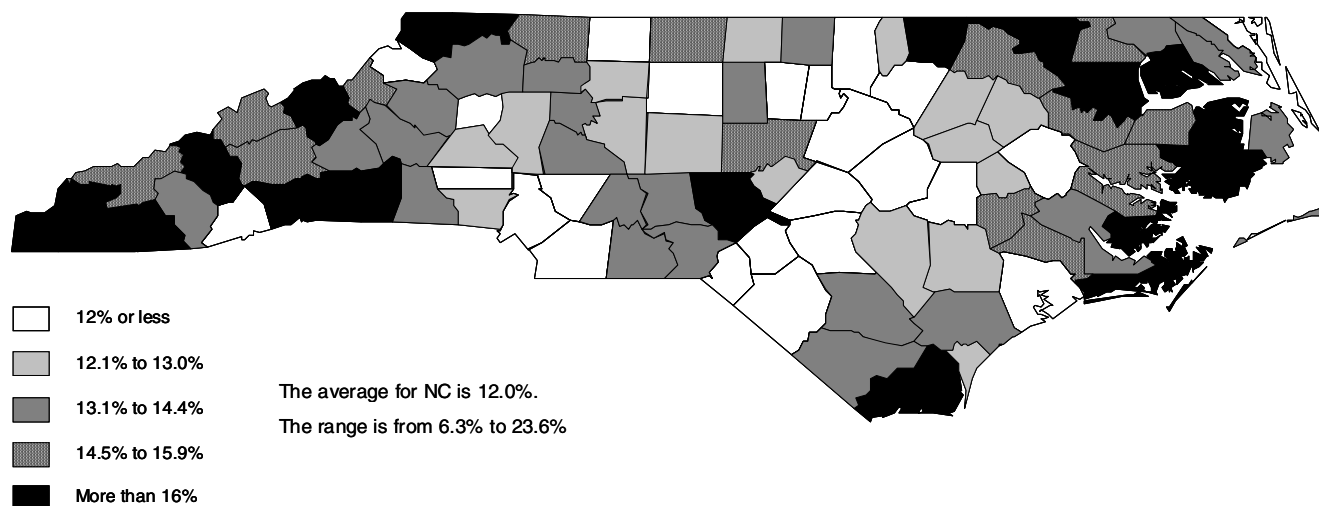 12% or less
12.1% to 13.0%
13.1% to 14.4%
14.5% to 15.9%
More than 16%
The average for NC is 12.0%.
The range is from 6.3% to 23.6%